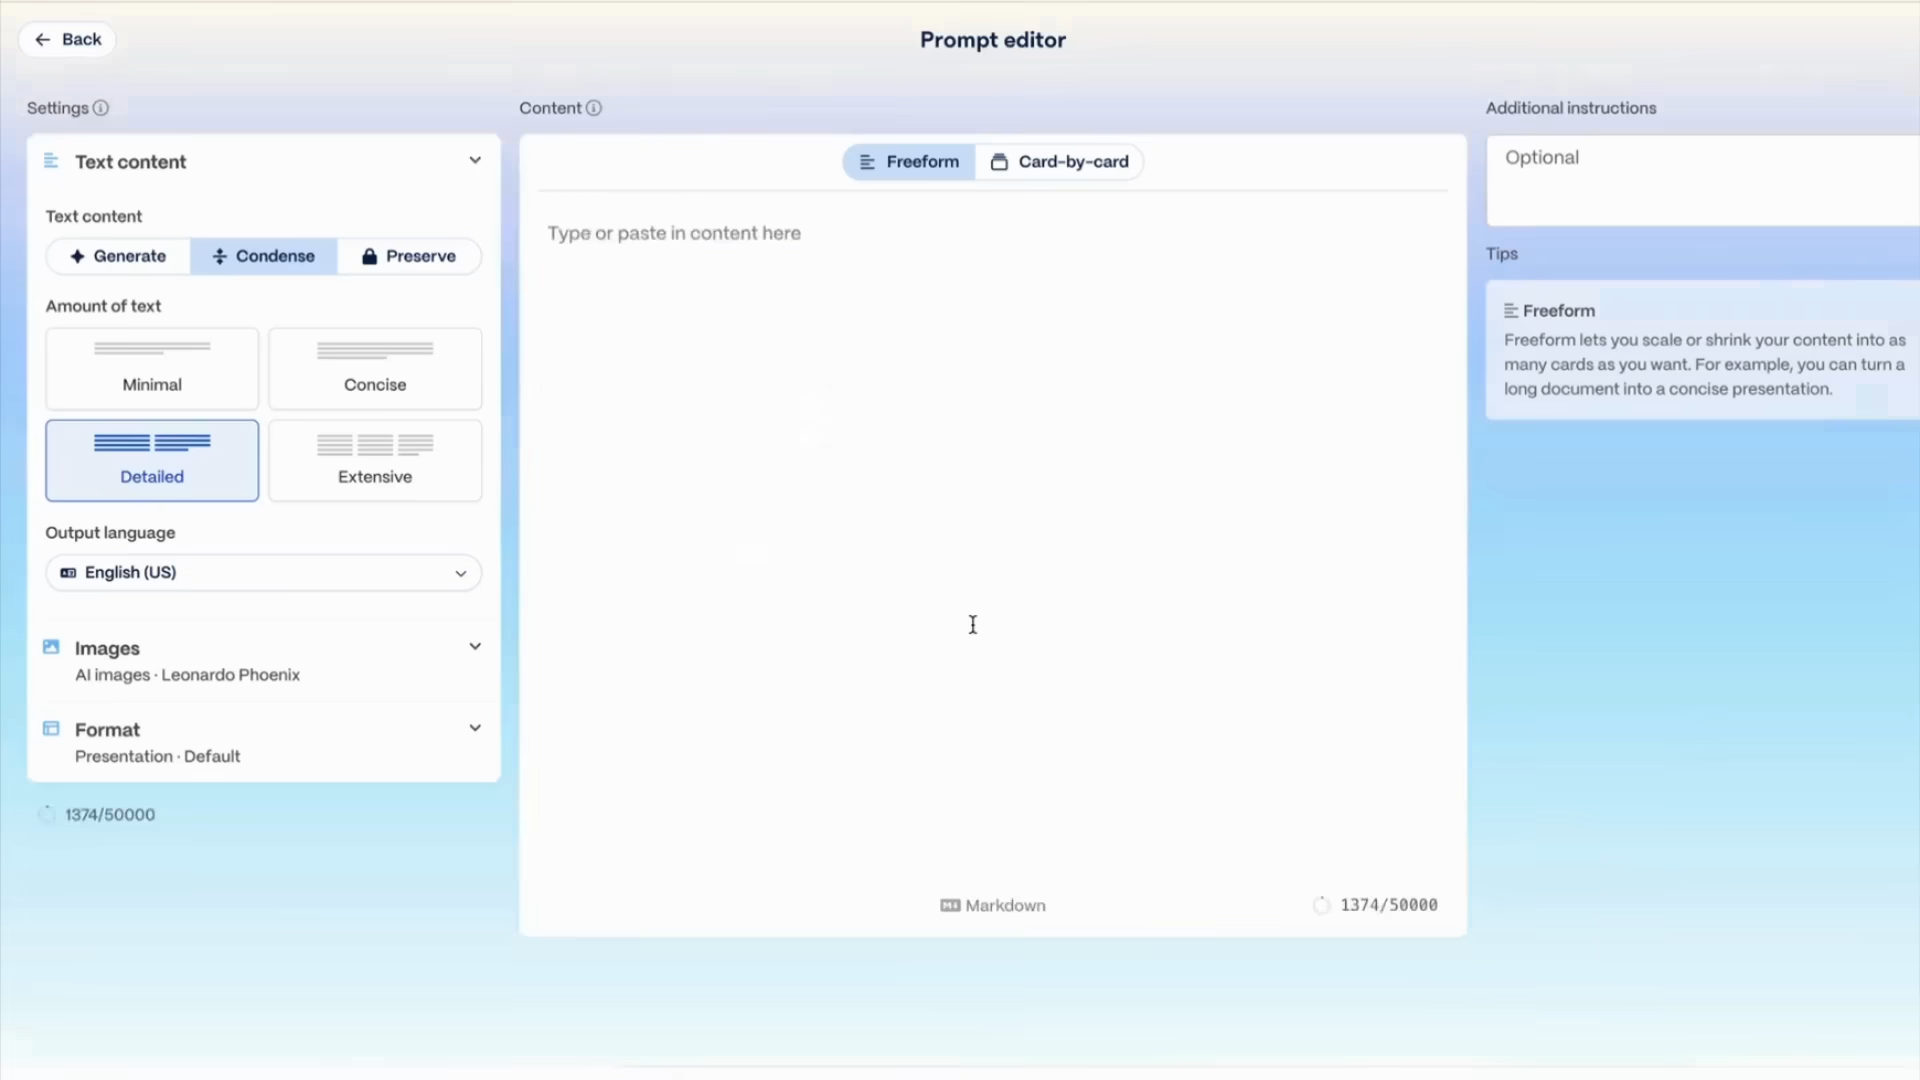 Back
Prompt editor
Settings
Text content
Text content
Generate
Condense
Preserve
Amount of text
Minimal
Concise
Detailed
Extensive
Output language
English (US)
Images
AI images · Leonardo Phoenix
Format
Presentation · Default
1374/50000
Content
Freeform
Card-by-card
Type or paste in content here
Markdown
1374/50000
Additional instructions
Optional
Tips
Freeform
Freeform lets you scale or shrink your content into as
many cards as you want. For example, you can turn a
long document into a concise presentation.